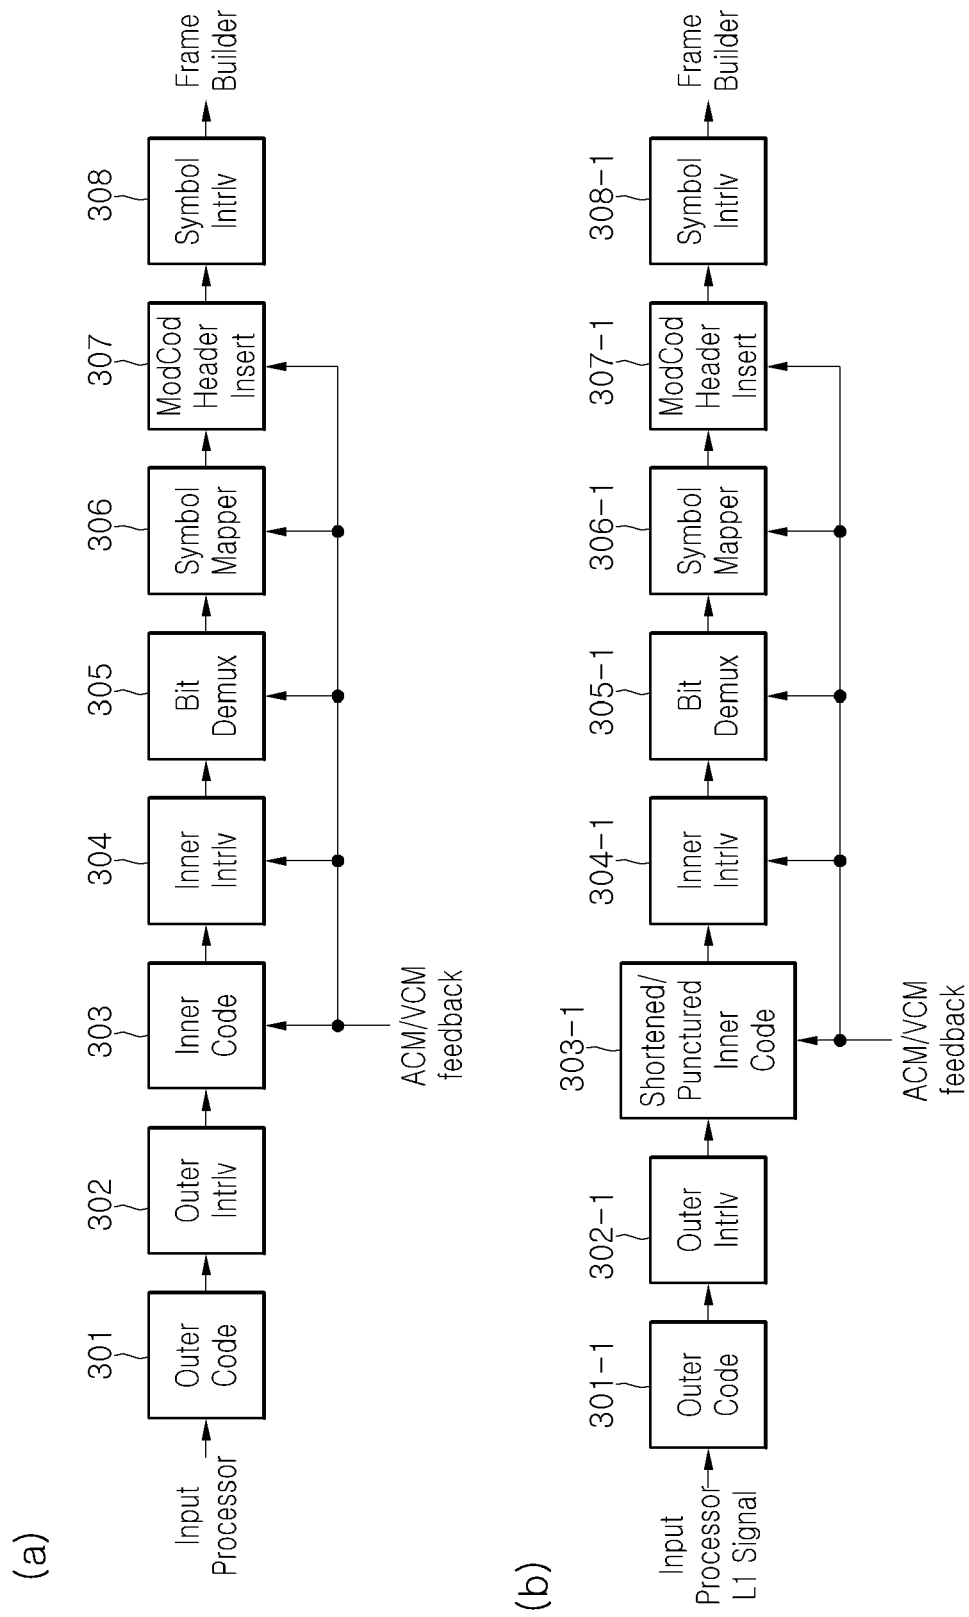 (a)
Input
Processor
301
Outer
Code
302
Outer
Intrlv
303
Inner
Code
304
Inner
Intrlv
305
Bit
Demux
306
Symbol
Mapper
307
ModCod
Header
Insert
308
Symbol
Intrlv
Frame
Builder
ACM/VCM
feedback
(b)
Input
Processor
L1 Signal
301-1
Outer
Code
302-1
Outer
Intrlv
303-1
Shortened/
Punctured
Inner
Code
304-1
Inner
Intrlv
305-1
Bit
Demux
306-1
Symbol
Mapper
307-1
ModCod
Header
Insert
308-1
Symbol
Intrlv
Frame
Builder
ACM/VCM
feedback